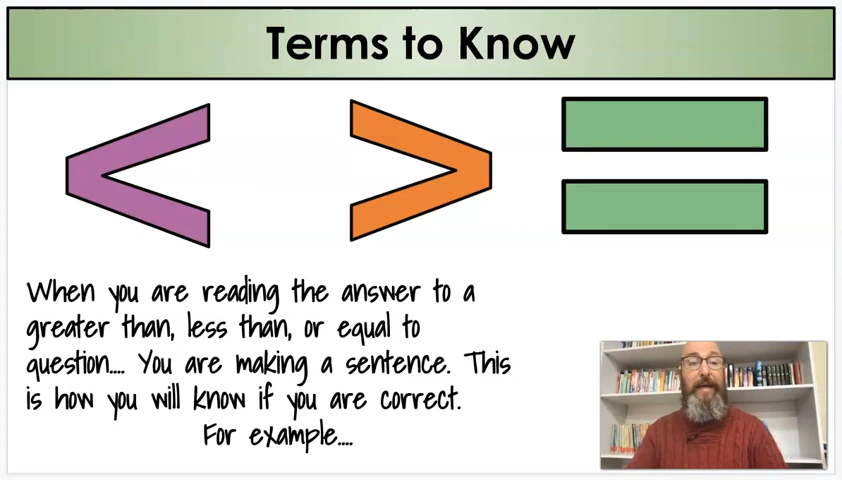 Terms to Know
< > =
When you are reading the answer to a
greater than, less than, or equal to
question.... You are making a sentence. This
is how you will know if you are correct.
For example....